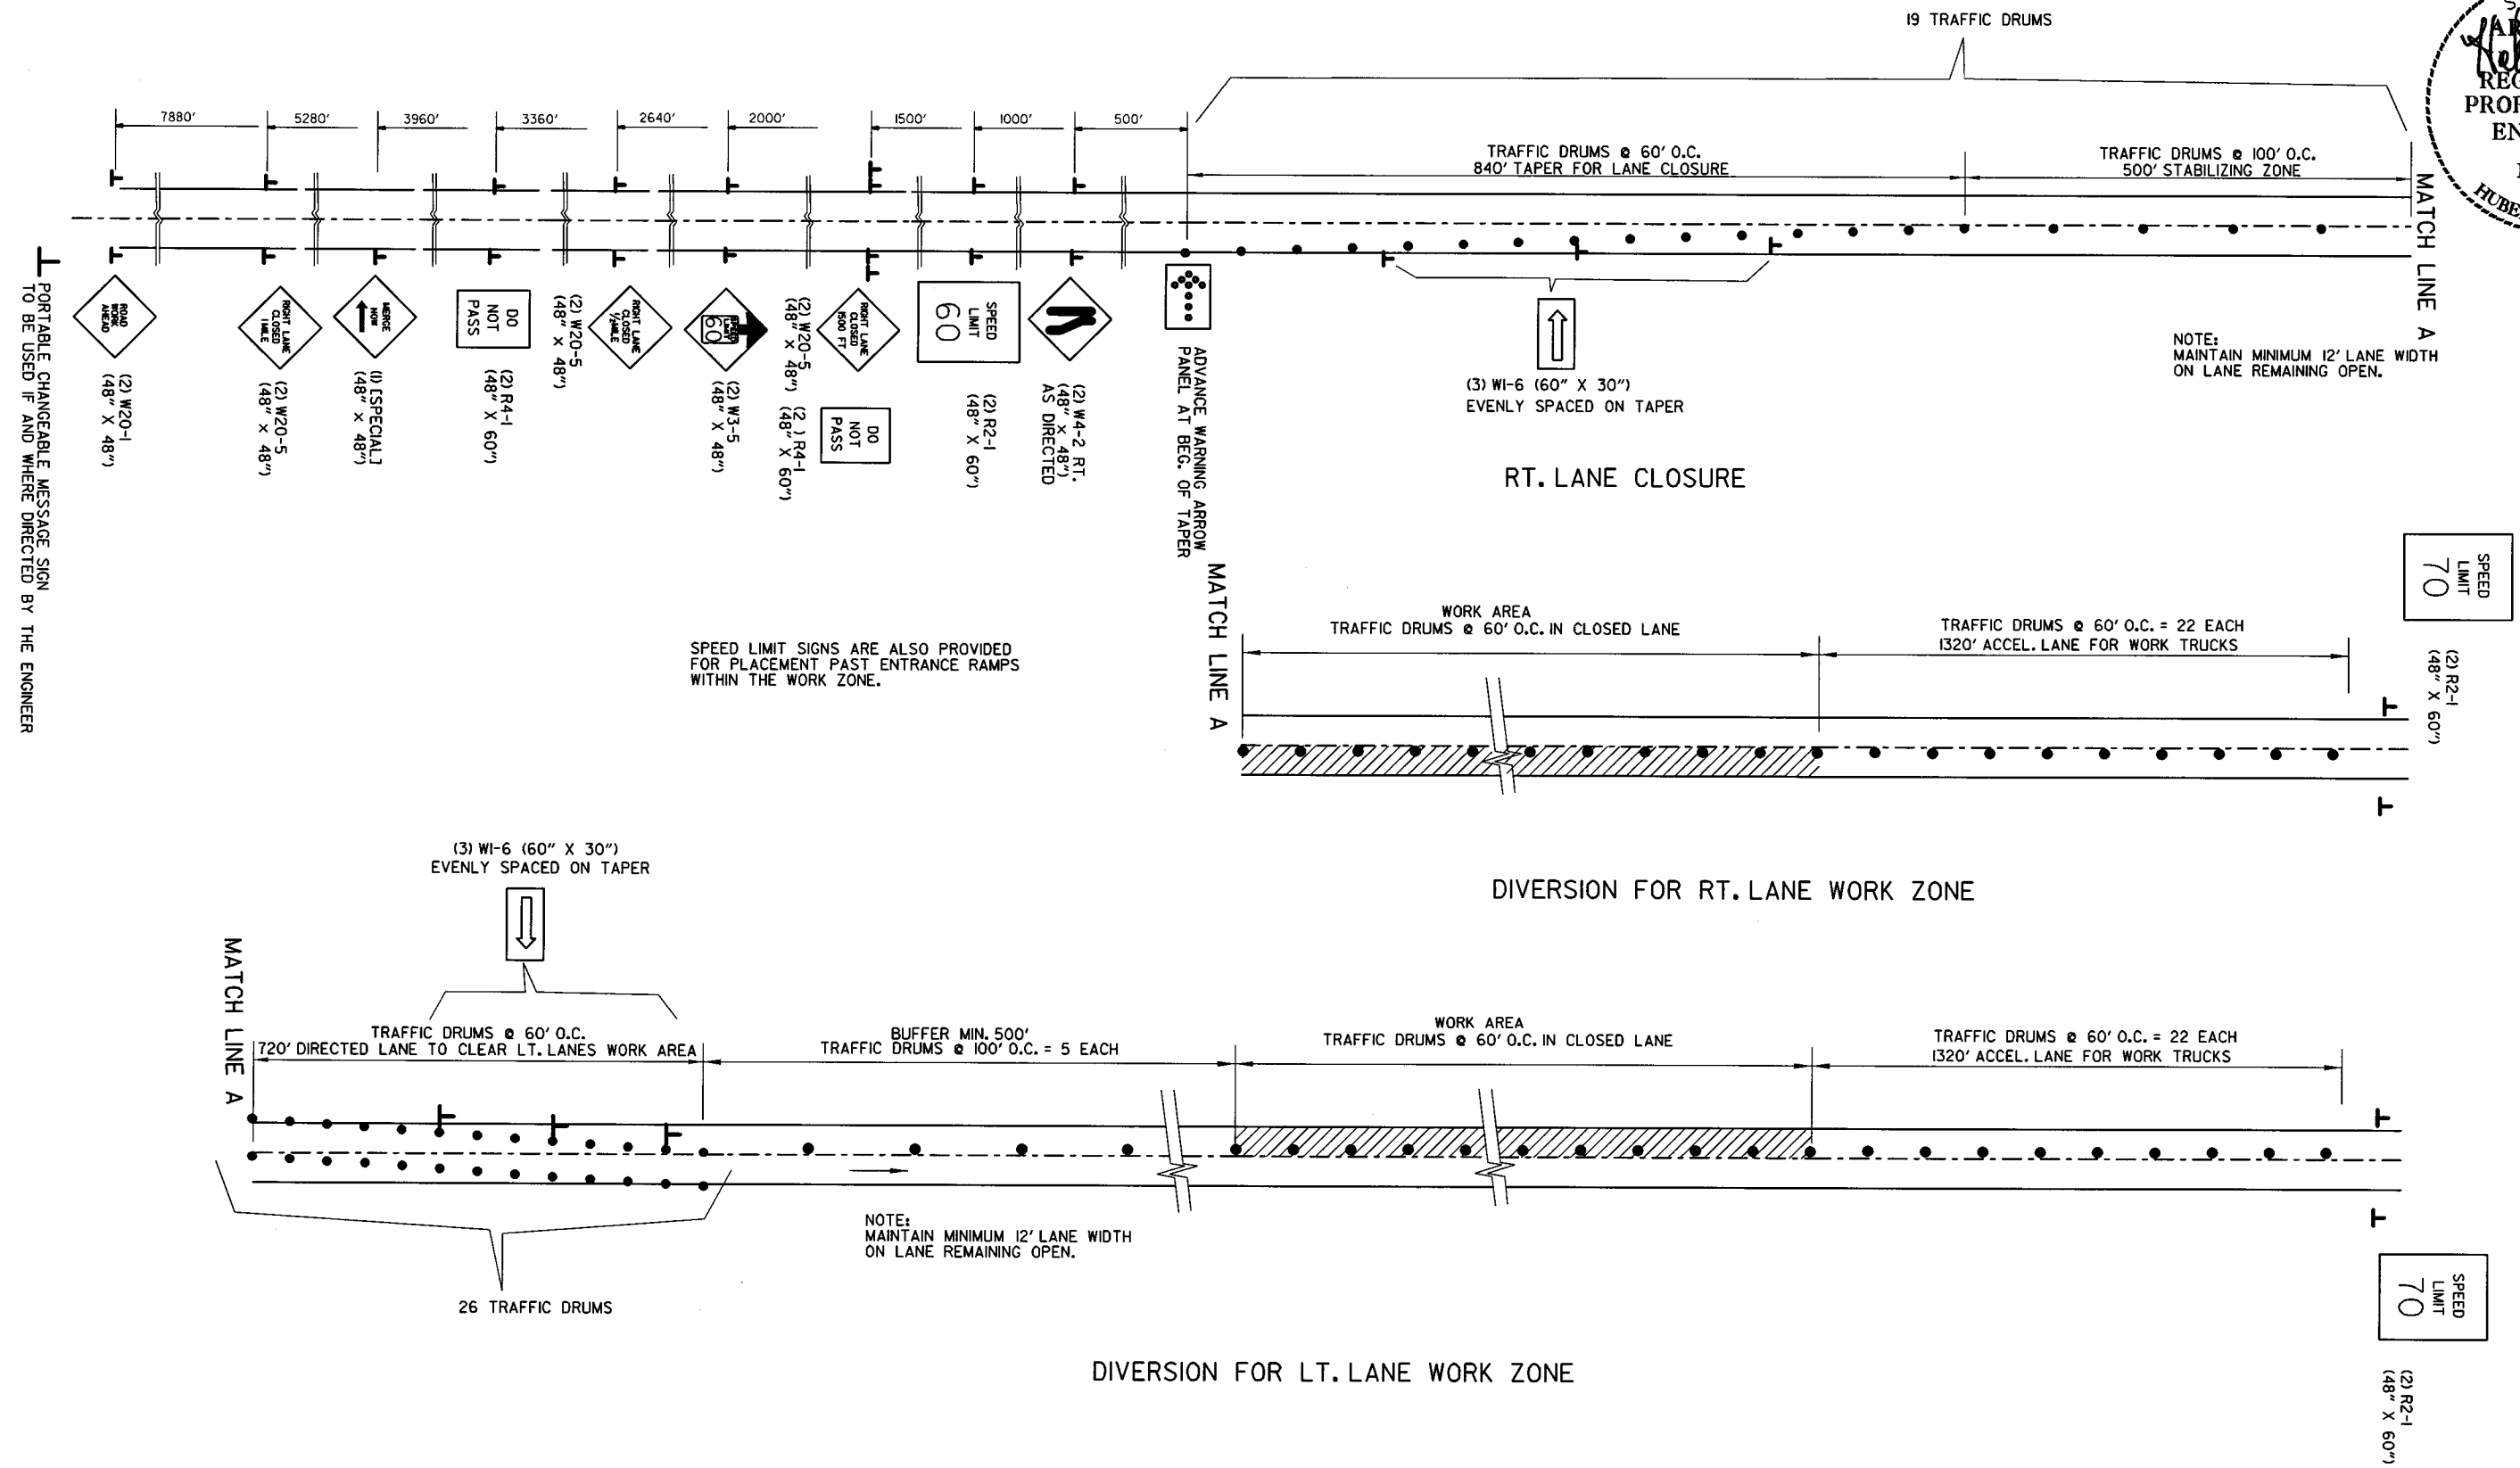 19 TRAFFIC DRUMS
7880'
5280'
3960'
3360'
2640'
2000'
1500'
1000'
500'
TRAFFIC DRUMS @ 60' O.C.
840' TAPER FOR LANE CLOSURE
TRAFFIC DRUMS @ 100' O.C.
500' STABILIZING ZONE
MATCH LINE A
REG
PROF
EN
HUBE
PORTABLE CHANGEABLE MESSAGE SIGN
TO BE USED IF AND WHERE DIRECTED BY THE ENGINEER
ROAD
WORK
AHEAD
(2) W20-1
(48" X 48")
RIGHT LANE
CLOSED
1 MILE
(2) W20-5
(48" X 48")
MERGE
NOW
(1) [SPECIAL]
(48" X 48")
DO
NOT
PASS
(2) R4-1
(48" X 60")
(2) W20-5
(48" X 48")
RIGHT LANE
CLOSED
1/2 MILE
SPEED
LIMIT
60
(2) W3-5
(48" X 48")
(2) W20-5
(48" X 48")
(2) R4-1
(48" X 60")
RIGHT LANE
CLOSED
1500 FT
DO
NOT
PASS
SPEED
LIMIT
60
(2) R2-1
(48" X 60")
(2) W4-2 RT.
(48" X 48")
AS DIRECTED
ADVANCE WARNING ARROW
PANEL AT BEG. OF TAPER
(3) W1-6 (60" X 30")
EVENLY SPACED ON TAPER
NOTE:
MAINTAIN MINIMUM 12' LANE WIDTH
ON LANE REMAINING OPEN.
RT. LANE CLOSURE
SPEED LIMIT SIGNS ARE ALSO PROVIDED
FOR PLACEMENT PAST ENTRANCE RAMPS
WITHIN THE WORK ZONE.
MATCH LINE A
WORK AREA
TRAFFIC DRUMS @ 60' O.C. IN CLOSED LANE
TRAFFIC DRUMS @ 60' O.C. = 22 EACH
1320' ACCEL. LANE FOR WORK TRUCKS
SPEED
LIMIT
70
(2) R2-1
(48" X 60")
DIVERSION FOR RT. LANE WORK ZONE
(3) W1-6 (60" X 30")
EVENLY SPACED ON TAPER
MATCH LINE A
TRAFFIC DRUMS @ 60' O.C.
720' DIRECTED LANE TO CLEAR LT. LANES WORK AREA
BUFFER MIN. 500'
TRAFFIC DRUMS @ 100' O.C. = 5 EACH
WORK AREA
TRAFFIC DRUMS @ 60' O.C. IN CLOSED LANE
TRAFFIC DRUMS @ 60' O.C. = 22 EACH
1320' ACCEL. LANE FOR WORK TRUCKS
NOTE:
MAINTAIN MINIMUM 12' LANE WIDTH
ON LANE REMAINING OPEN.
26 TRAFFIC DRUMS
SPEED
LIMIT
70
(2) R2-1
(48" X 60")
DIVERSION FOR LT. LANE WORK ZONE